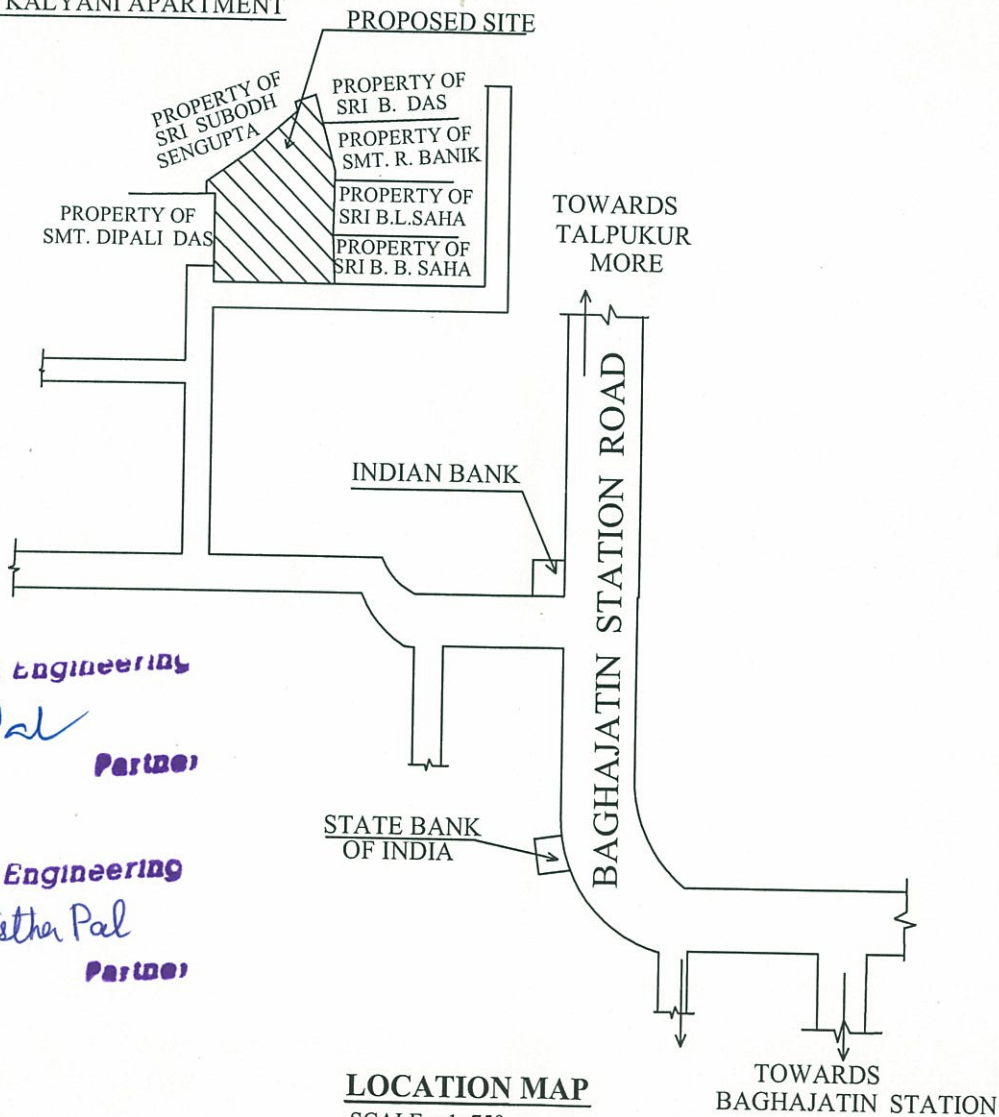 KALYANI APARTMENT
PROPOSED SITE
PROPERTY OF
SRI SUBODH
SENGUPTA
PROPERTY OF
SRI B. DAS
PROPERTY OF
SMT. R. BANIK
PROPERTY OF
SRI B.L.SAHA
PROPERTY OF
SRI B. B. SAHA
PROPERTY OF
SMT. DIPALI DAS
TOWARDS
TALPUKUR
MORE
BAGHAJATIN STATION ROAD
INDIAN BANK
Engineering
Pal
Partner
STATE BANK
OF INDIA
Engineering
Pal
Partner
TOWARDS
BAGHAJATIN STATION
LOCATION MAP